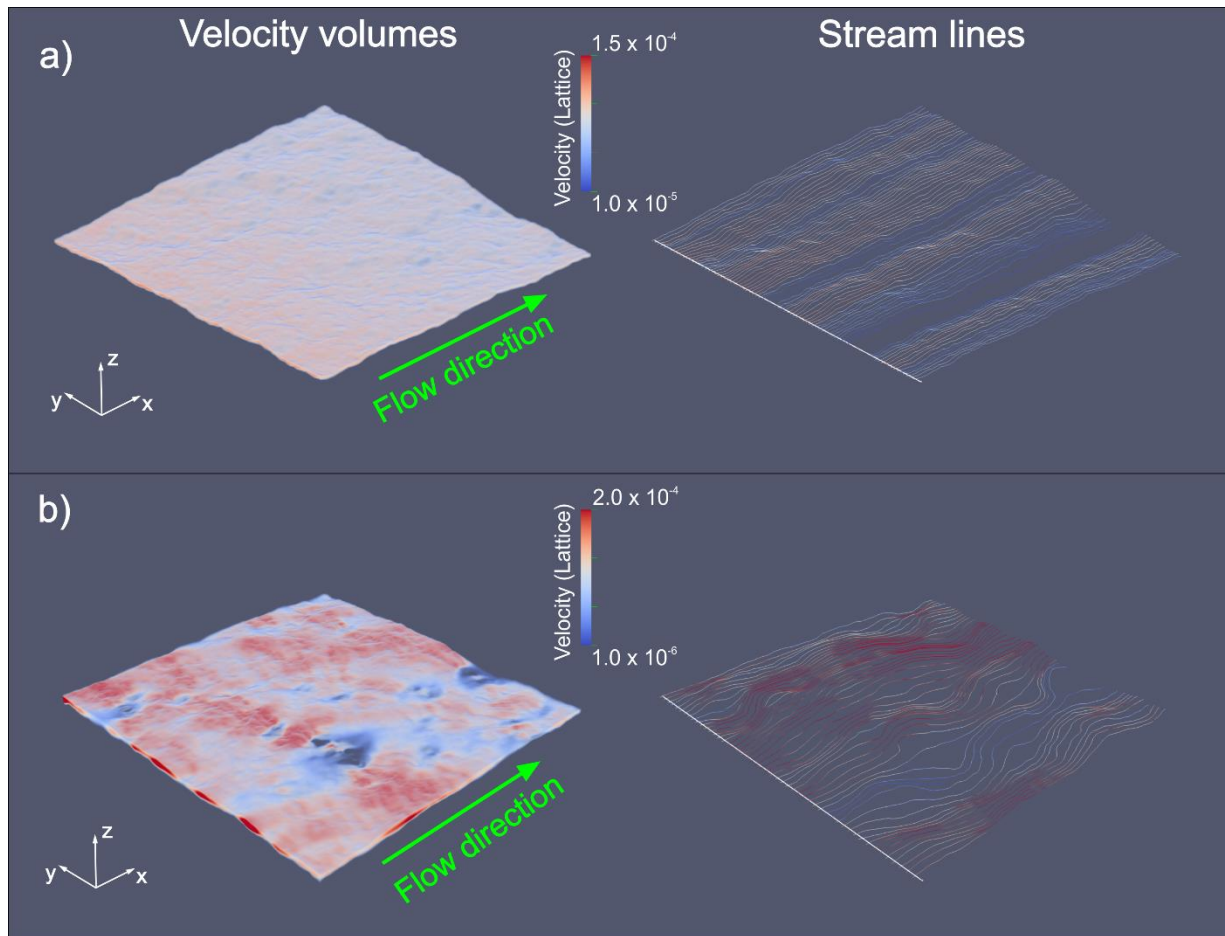 Velocity volumes
Stream lines
a)
Velocity (Lattice)
1.5 x 10⁻⁴
1.0 x 10⁻⁵
z
y
x
Flow direction
b)
Velocity (Lattice)
2.0 x 10⁻⁴
1.0 x 10⁻⁶
z
y
x
Flow direction